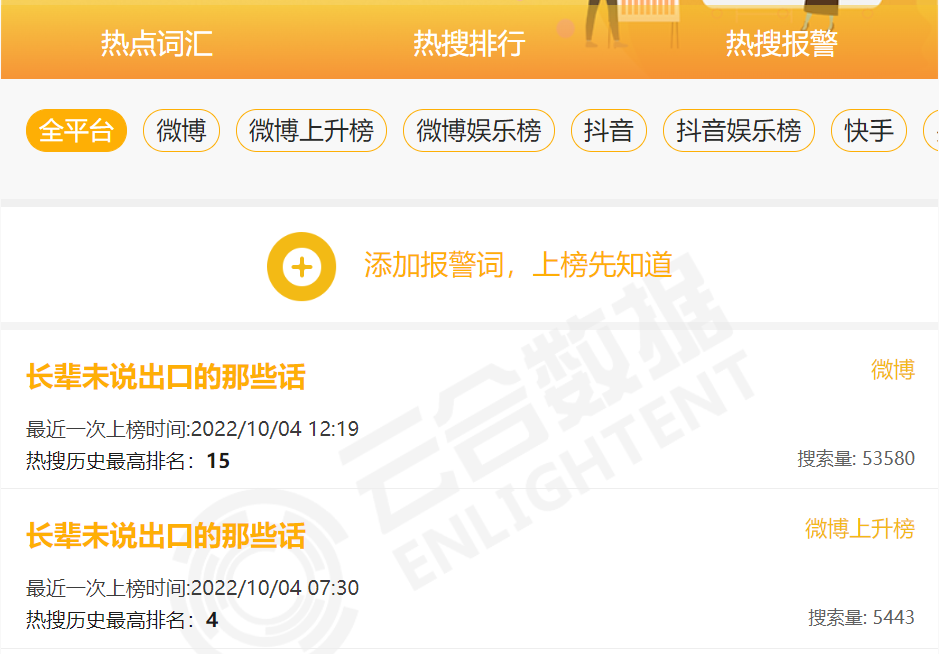 热点词汇 热搜排行 热搜报警
全平台 微博 微博上升榜 微博娱乐榜 抖音 抖音娱乐榜 快手
添加报警词，上榜先知道
长辈未说出口的那些话 微博
最近一次上榜时间:2022/10/04 12:19
热搜历史最高排名：15 搜索量: 53580
长辈未说出口的那些话 微博上升榜
最近一次上榜时间:2022/10/04 07:30
热搜历史最高排名：4 搜索量: 5443
云合数据
ENLIGHTENT